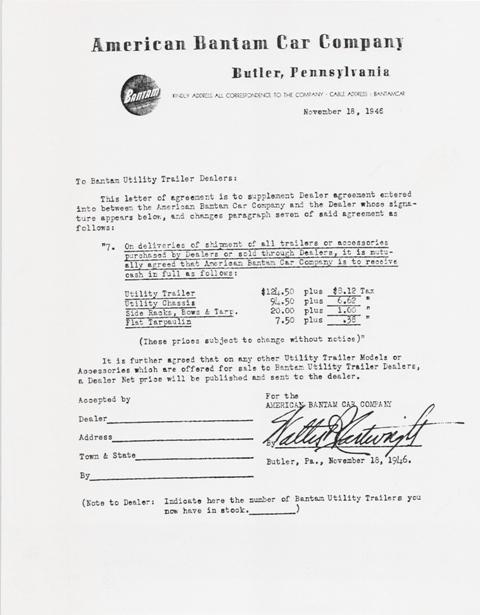 American Bantam Car Company
Butler, Pennsylvania
BANTAM
KINDLY ADDRESS ALL CORRESPONDENCE TO THE COMPANY · CABLE ADDRESS : BANTAMCAR
November 18, 1946
To Bantam Utility Trailer Dealers:
This letter of agreement is to supplement Dealer agreement entered
into between the American Bantam Car Company and the Dealer whose signa-
ture appears below, and changes paragraph seven of said agreement as
follows:
"7. On deliveries of shipment of all trailers or accessories
purchased by Dealers or sold through Dealers, it is mutu-
ally agreed that American Bantam Car Company is to receive
cash in full as follows:
Utility Trailer $124.50 plus $8.12 Tax
Utility Chassis 94.50 plus 6.62 "
Side Racks, Bows & Tarp. 20.00 plus 1.00 "
Flat Tarpaulin 7.50 plus .38 "
(These prices subject to change without notice)"
It is further agreed that on any other Utility Trailer Models or
Accessories which are offered for sale to Bantam Utility Trailer Dealers,
a Dealer Net price will be published and sent to the dealer.
Accepted by
Dealer
Address
Town & State
By
For the
AMERICAN BANTAM CAR COMPANY
By
Butler, Pa., November 18, 1946.
(Note to Dealer: Indicate here the number of Bantam Utility Trailers you
now have in stock. )